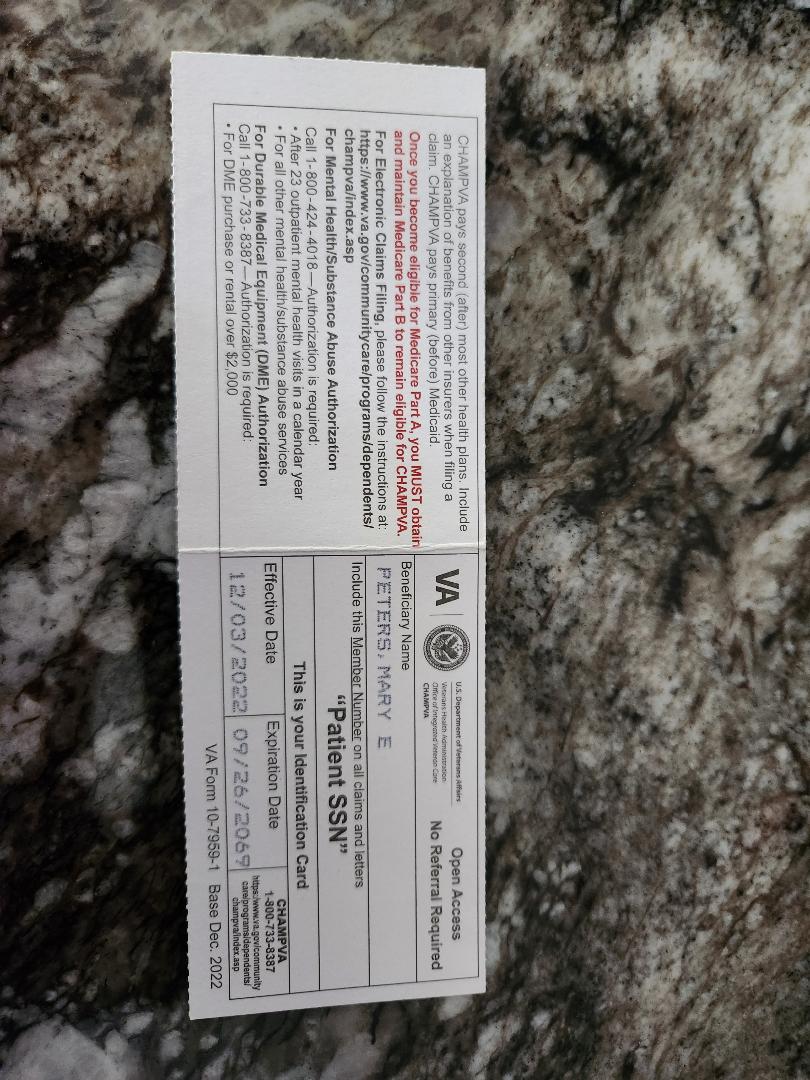 CHAMPVA pays second (after) most other health plans. Include
an explanation of benefits from other insurers when filing a
claim. CHAMPVA pays primary (before) Medicaid.
Once you become eligible for Medicare Part A, you MUST obtain
and maintain Medicare Part B to remain eligible for CHAMPVA.
For Electronic Claims Filing, please follow the instructions at:
https://www.va.gov/communitycare/programs/dependents/
champva/index.asp
For Mental Health/Substance Abuse Authorization
Call 1-800-424-4018—Authorization is required:
• After 23 outpatient mental health visits in a calendar year
• For all other mental health/substance abuse services
For Durable Medical Equipment (DME) Authorization
Call 1-800-733-8387—Authorization is required:
• For DME purchase or rental over $2,000
VA
U.S. Department of Veterans Affairs
Veterans Health Administration
Office of Integrated Veteran Care
CHAMPVA
Open Access
No Referral Required
Beneficiary Name
PETERS, MARY E
Include this Member Number on all claims and letters
“Patient SSN”
This is your Identification Card
Effective Date
12/03/2022
Expiration Date
09/26/2069
CHAMPVA
1-800-733-8387
https://www.va.gov/community
care/programs/dependents/
champva/index.asp
VA Form 10-7959-1 Base Dec. 2022